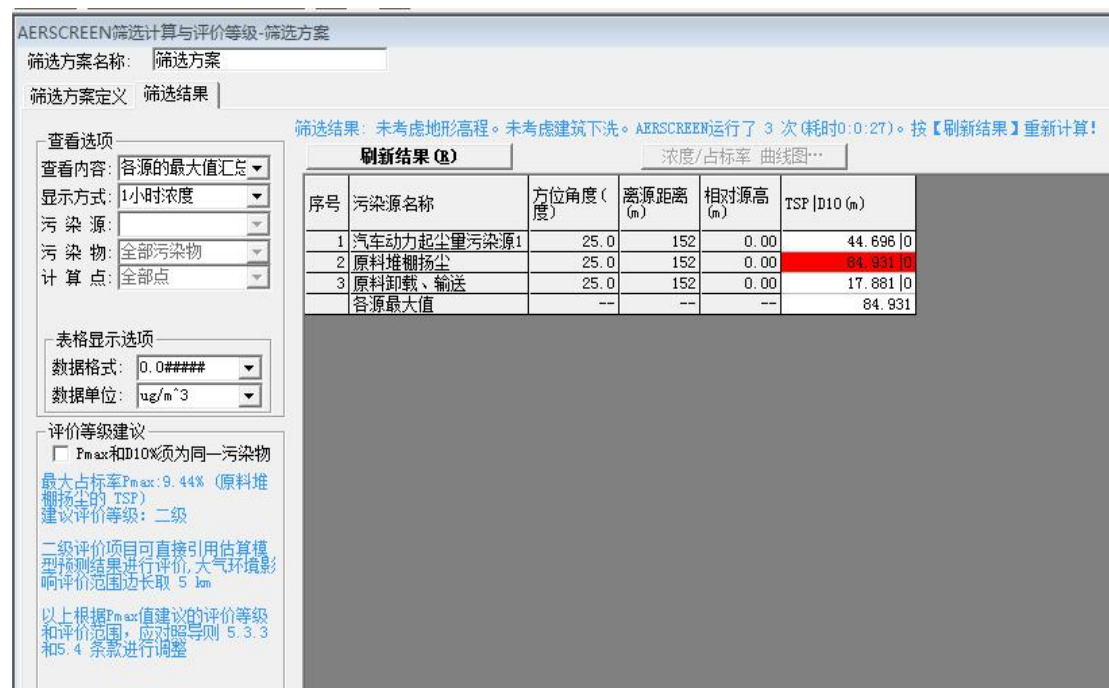 AERSCREEN筛选计算与评价等级-筛选方案
筛选方案名称: 筛选方案
筛选方案定义 筛选结果
筛选结果: 未考虑地形高程。未考虑建筑下洗。AERSCREEN运行了 3 次(耗时0:0:27)。按【刷新结果】重新计算!
刷新结果(R) 浓度/占标率 曲线图…
查看选项
查看内容: 各源的最大值汇总
显示方式: 1小时浓度
污 染 源:
污 染 物: 全部污染物
计 算 点: 全部点
序号 污染源名称 方位角度(度) 离源距离(m) 相对源高(m) TSP|D10(m)
1 汽车动力起尘量污染源1 25.0 152 0.00 44.696|0
2 原料堆棚扬尘 25.0 152 0.00 84.931|0
3 原料卸载、输送 25.0 152 0.00 17.881|0
各源最大值 -- -- -- 84.931
表格显示选项
数据格式: 0.0#####
数据单位: ug/m^3
评价等级建议
Pmax和D10%须为同一污染物
最大占标率Pmax:9.44% (原料堆
棚扬尘的 TSP)
建议评价等级: 二级
二级评价项目可直接引用估算模
型预测结果进行评价,大气环境影
响评价范围边长取 5 km
以上根据Pmax值建议的评价等级
和评价范围,应对照导则 5.3.3
和5.4 条款进行调整